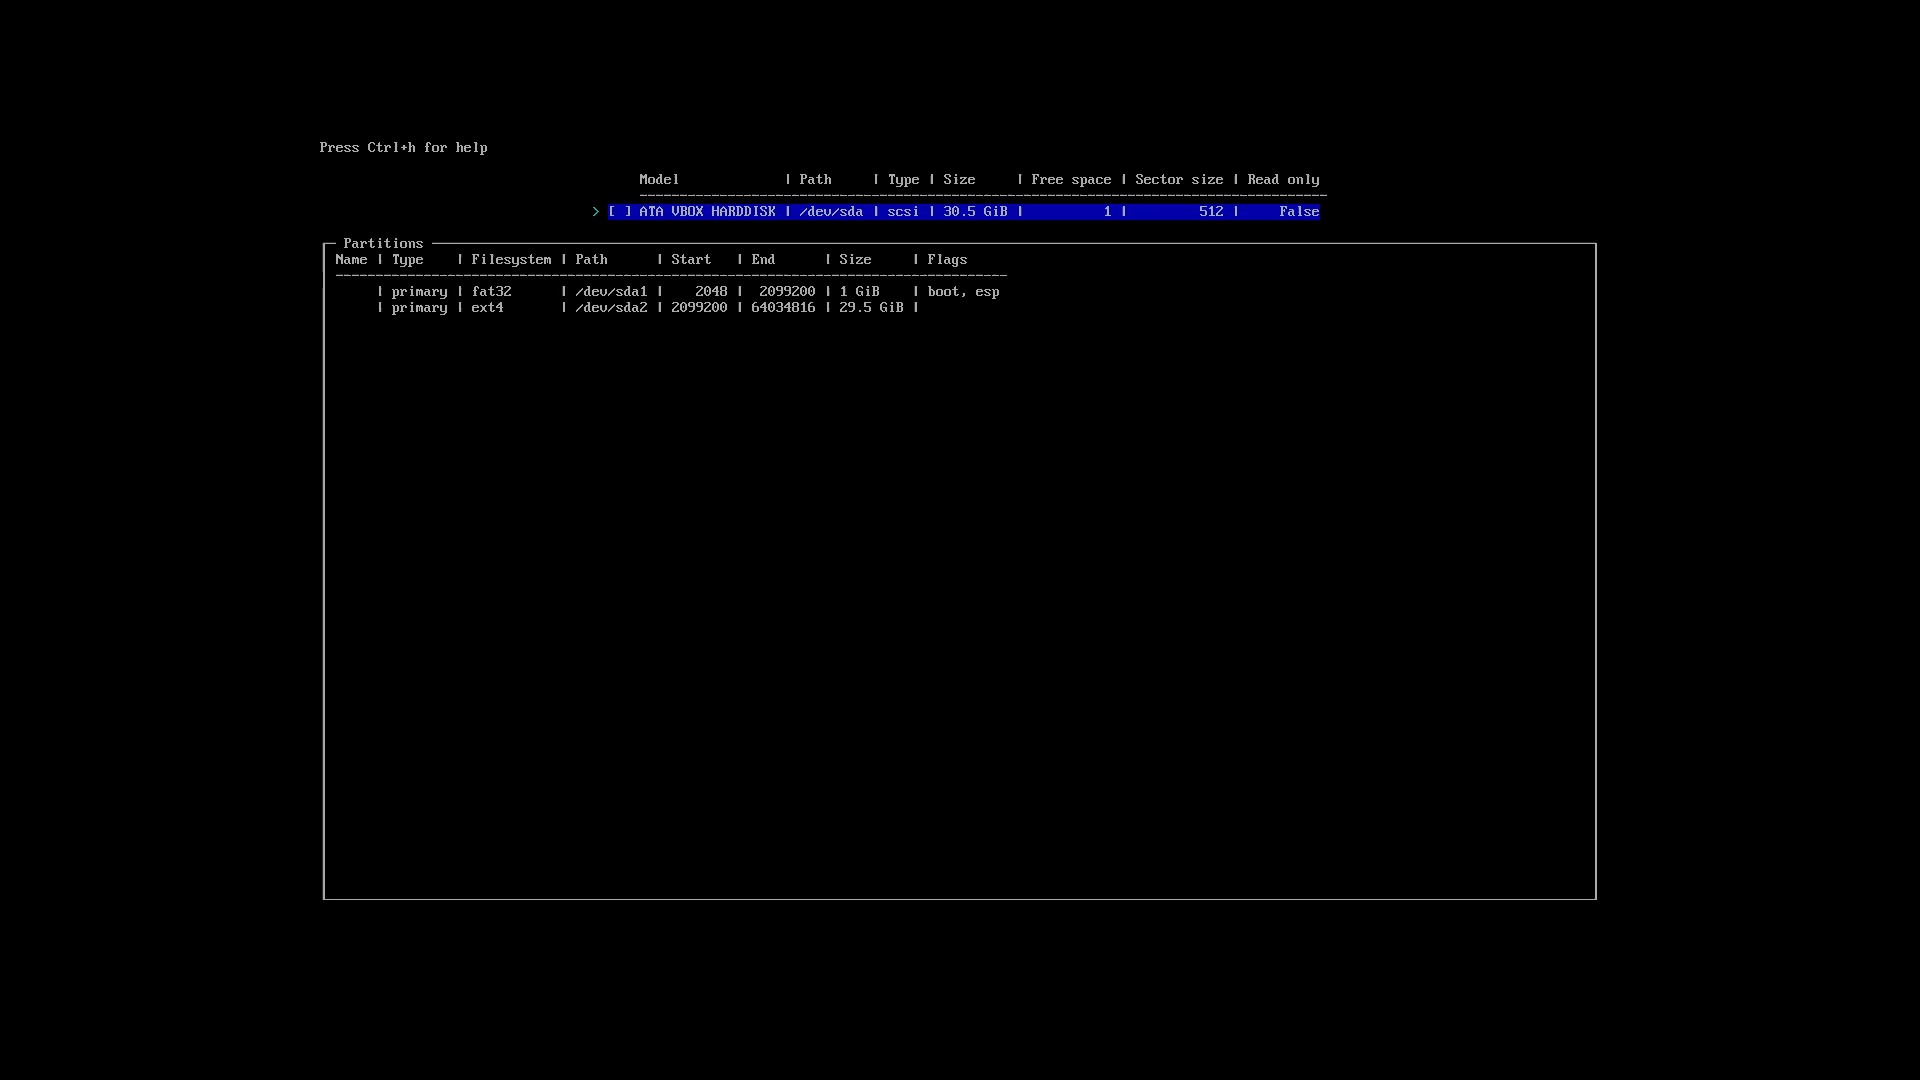 Press Ctrl+h for help
Model | Path | Type | Size | Free space | Sector size | Read only
> [ ] ATA VBOX HARDDISK | /dev/sda | scsi | 30.5 GiB | 1 | 512 | False
Partitions
Name | Type | Filesystem | Path | Start | End | Size | Flags
| primary | fat32 | /dev/sda1 | 2048 | 2099200 | 1 GiB | boot, esp
| primary | ext4 | /dev/sda2 | 2099200 | 64034816 | 29.5 GiB |